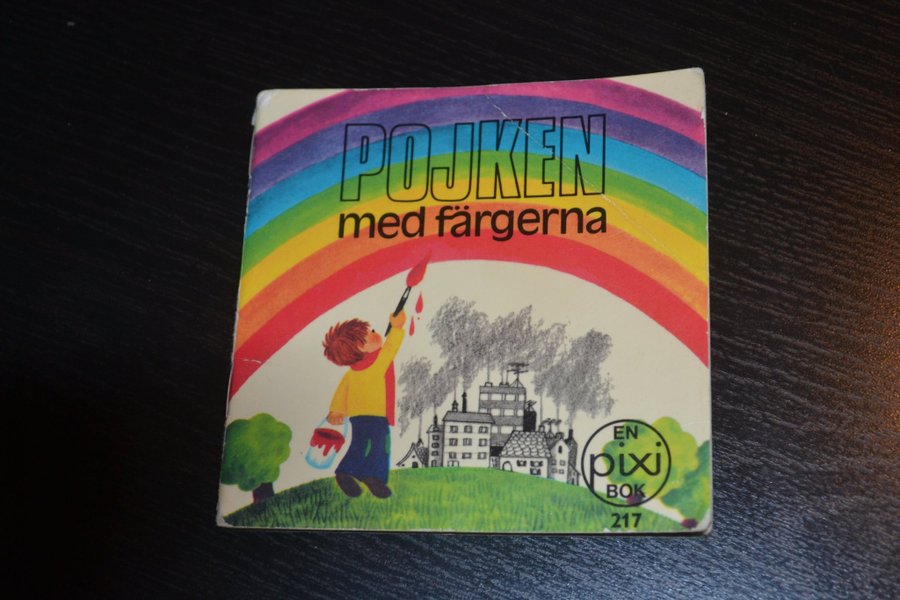 POJKEN
med färgerna
EN
pixi
BOK
217